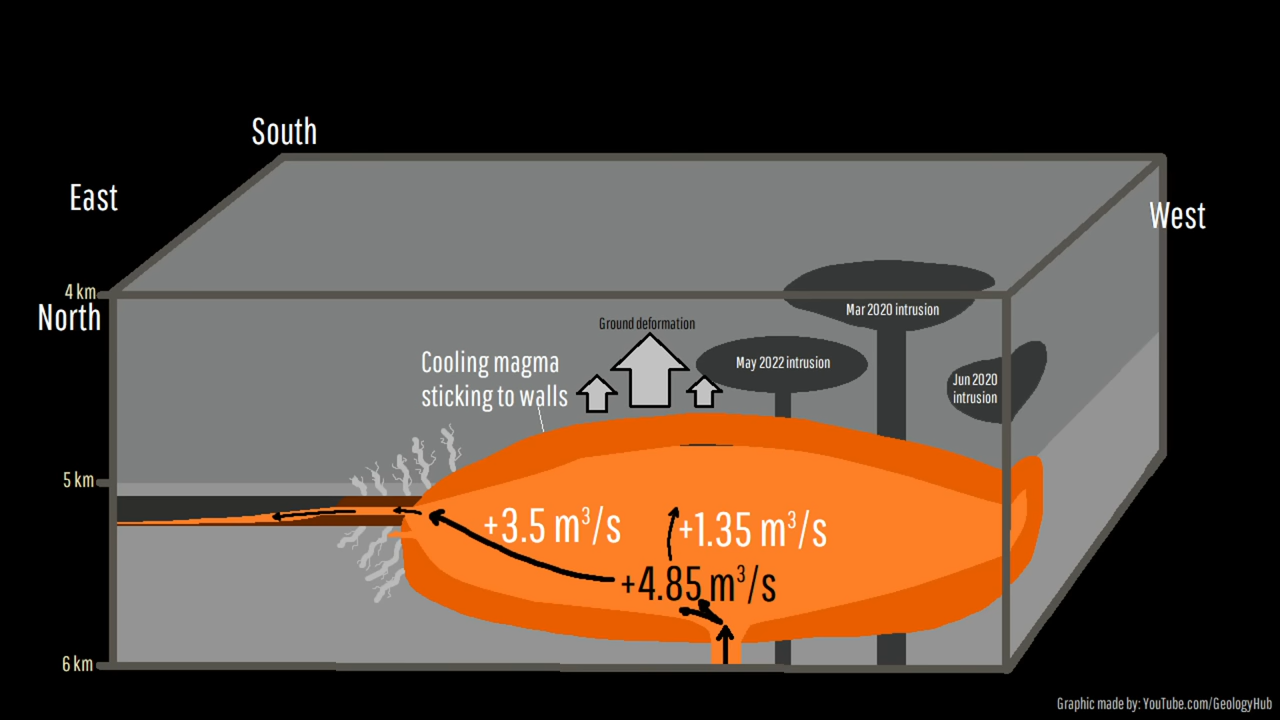 South
East
West
4 km
North
Mar 2020 intrusion
Ground deformation
Cooling magma
sticking to walls
May 2022 intrusion
Jun 2020
intrusion
5 km
+3.5 m³/s
+1.35 m³/s
+4.85 m³/s
6 km
Graphic made by: YouTube.com/GeologyHub